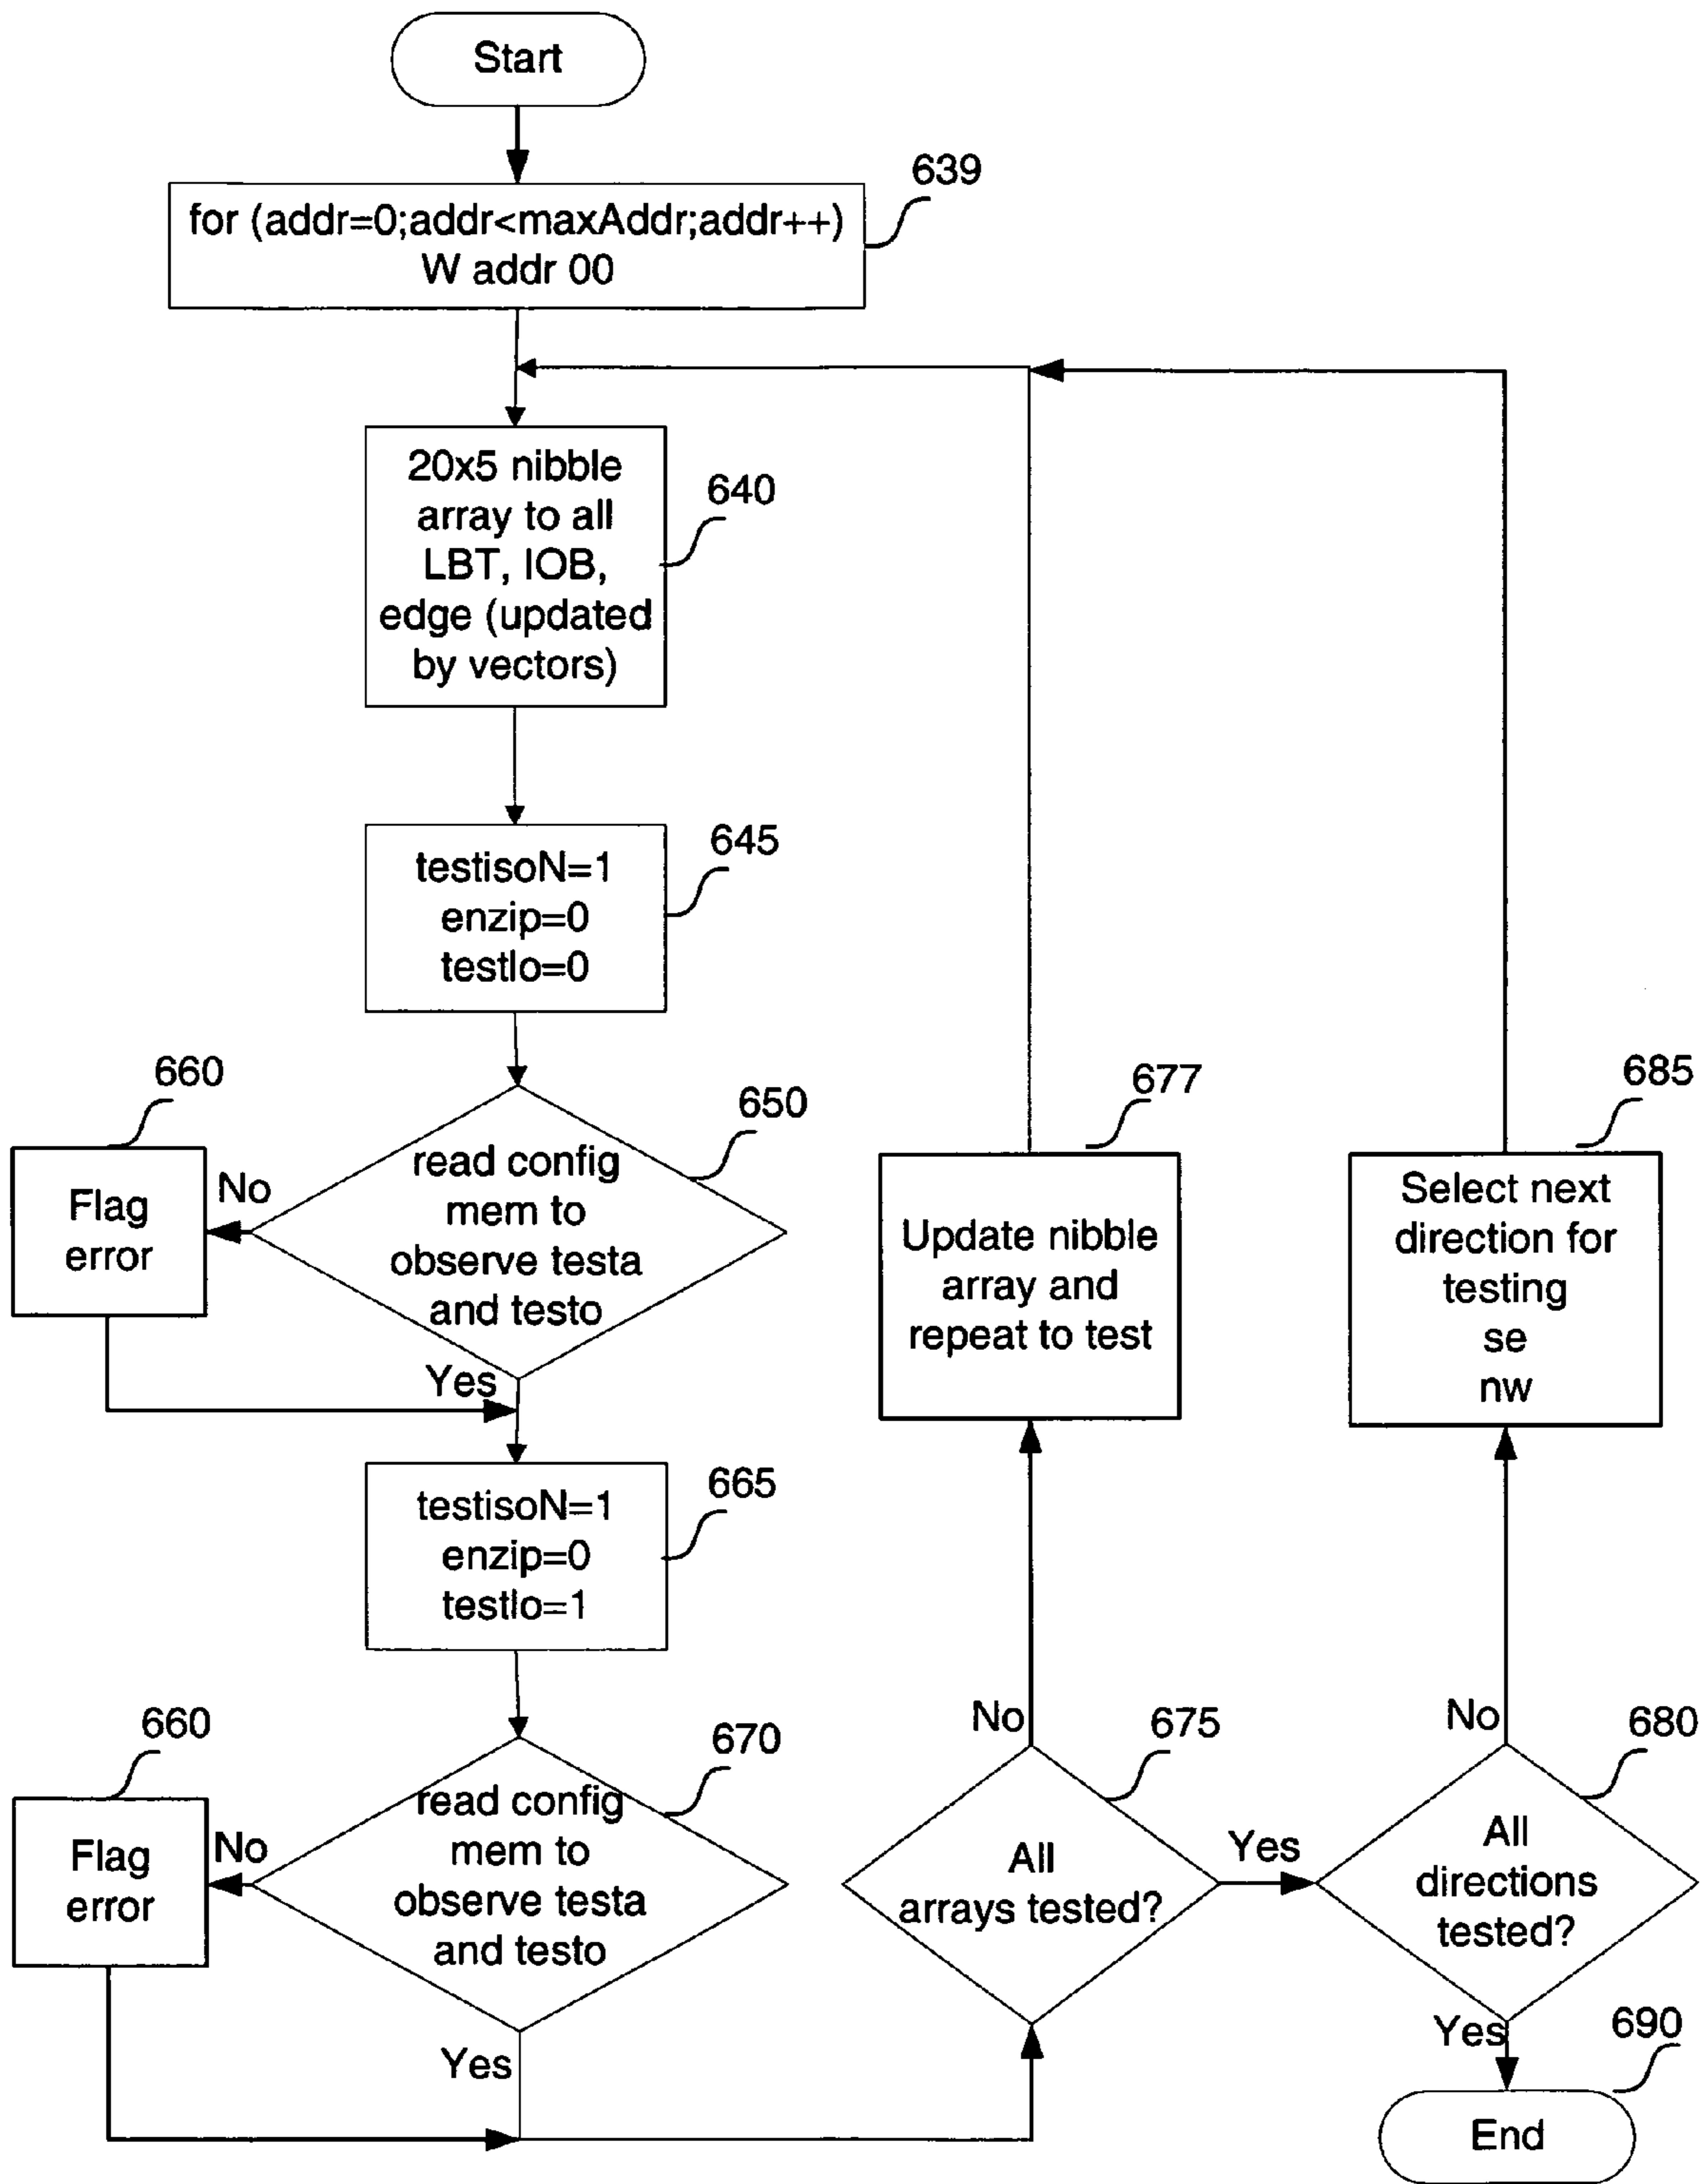 Start
639
for (addr=0;addr<maxAddr;addr++)
W addr 00
20x5 nibble
array to all
LBT, IOB,
edge (updated
by vectors)
640
testisoN=1
enzip=0
testlo=0
645
660
Flag
error
No
650
read config
mem to
observe testa
and testo
Yes
testisoN=1
enzip=0
testlo=1
665
660
Flag
error
No
670
read config
mem to
observe testa
and testo
Yes
677
Update nibble
array and
repeat to test
No
675
All
arrays tested?
Yes
685
Select next
direction for
testing
se
nw
No
680
All
directions
tested?
Yes
690
End